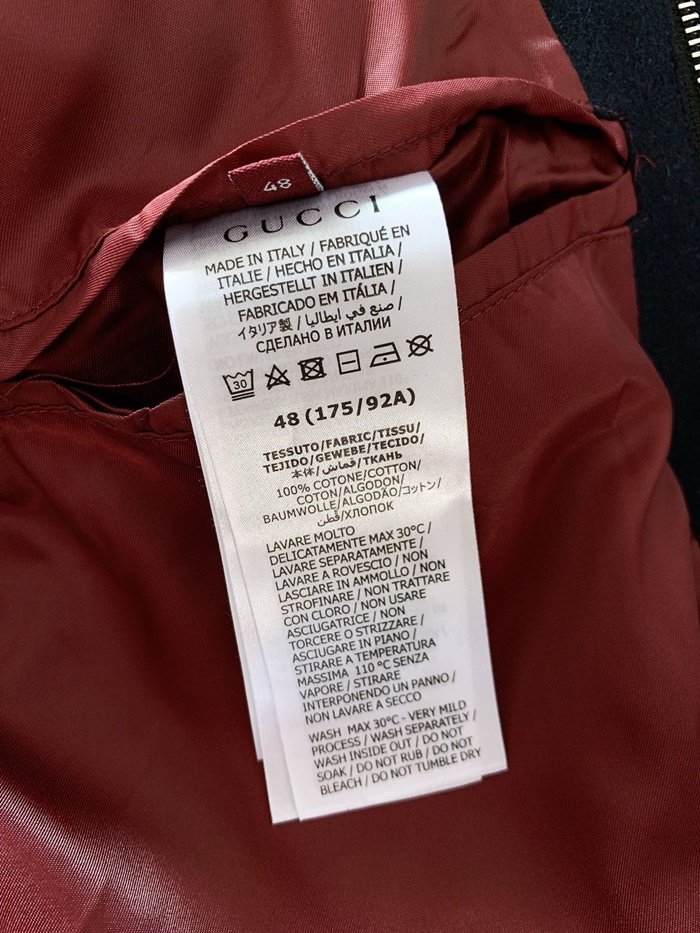 48
GUCCI
MADE IN ITALY / FABRIQUÉ EN
ITALIE / HECHO EN ITALIA /
HERGESTELLT IN ITALIEN /
FABRICADO EM ITÁLIA /
イタリア製 / صنع في ايطاليا /
СДЕЛАНО В ИТАЛИИ
30
48 (175/92A)
TESSUTO/FABRIC/TISSU/
TEJIDO/GEWEBE/TECIDO/
本体/قماش/ТКАНЬ
100% COTONE/COTTON/
COTON/ALGODON/
BAUMWOLLE/ALGODÃO/コットン/
قُطن/ХЛОПОК
LAVARE MOLTO
DELICATAMENTE MAX 30°C /
LAVARE SEPARATAMENTE /
LAVARE A ROVESCIO / NON
LASCIARE IN AMMOLLO / NON
STROFINARE / NON TRATTARE
CON CLORO / NON USARE
ASCIUGATRICE / NON
TORCERE O STRIZZARE /
ASCIUGARE IN PIANO /
STIRARE A TEMPERATURA
MASSIMA 110 °C SENZA
VAPORE / STIRARE
INTERPONENDO UN PANNO /
NON LAVARE A SECCO
WASH MAX 30°C - VERY MILD
PROCESS / WASH SEPARATELY /
WASH INSIDE OUT / DO NOT
SOAK / DO NOT RUB / DO NOT
BLEACH / DO NOT TUMBLE DRY